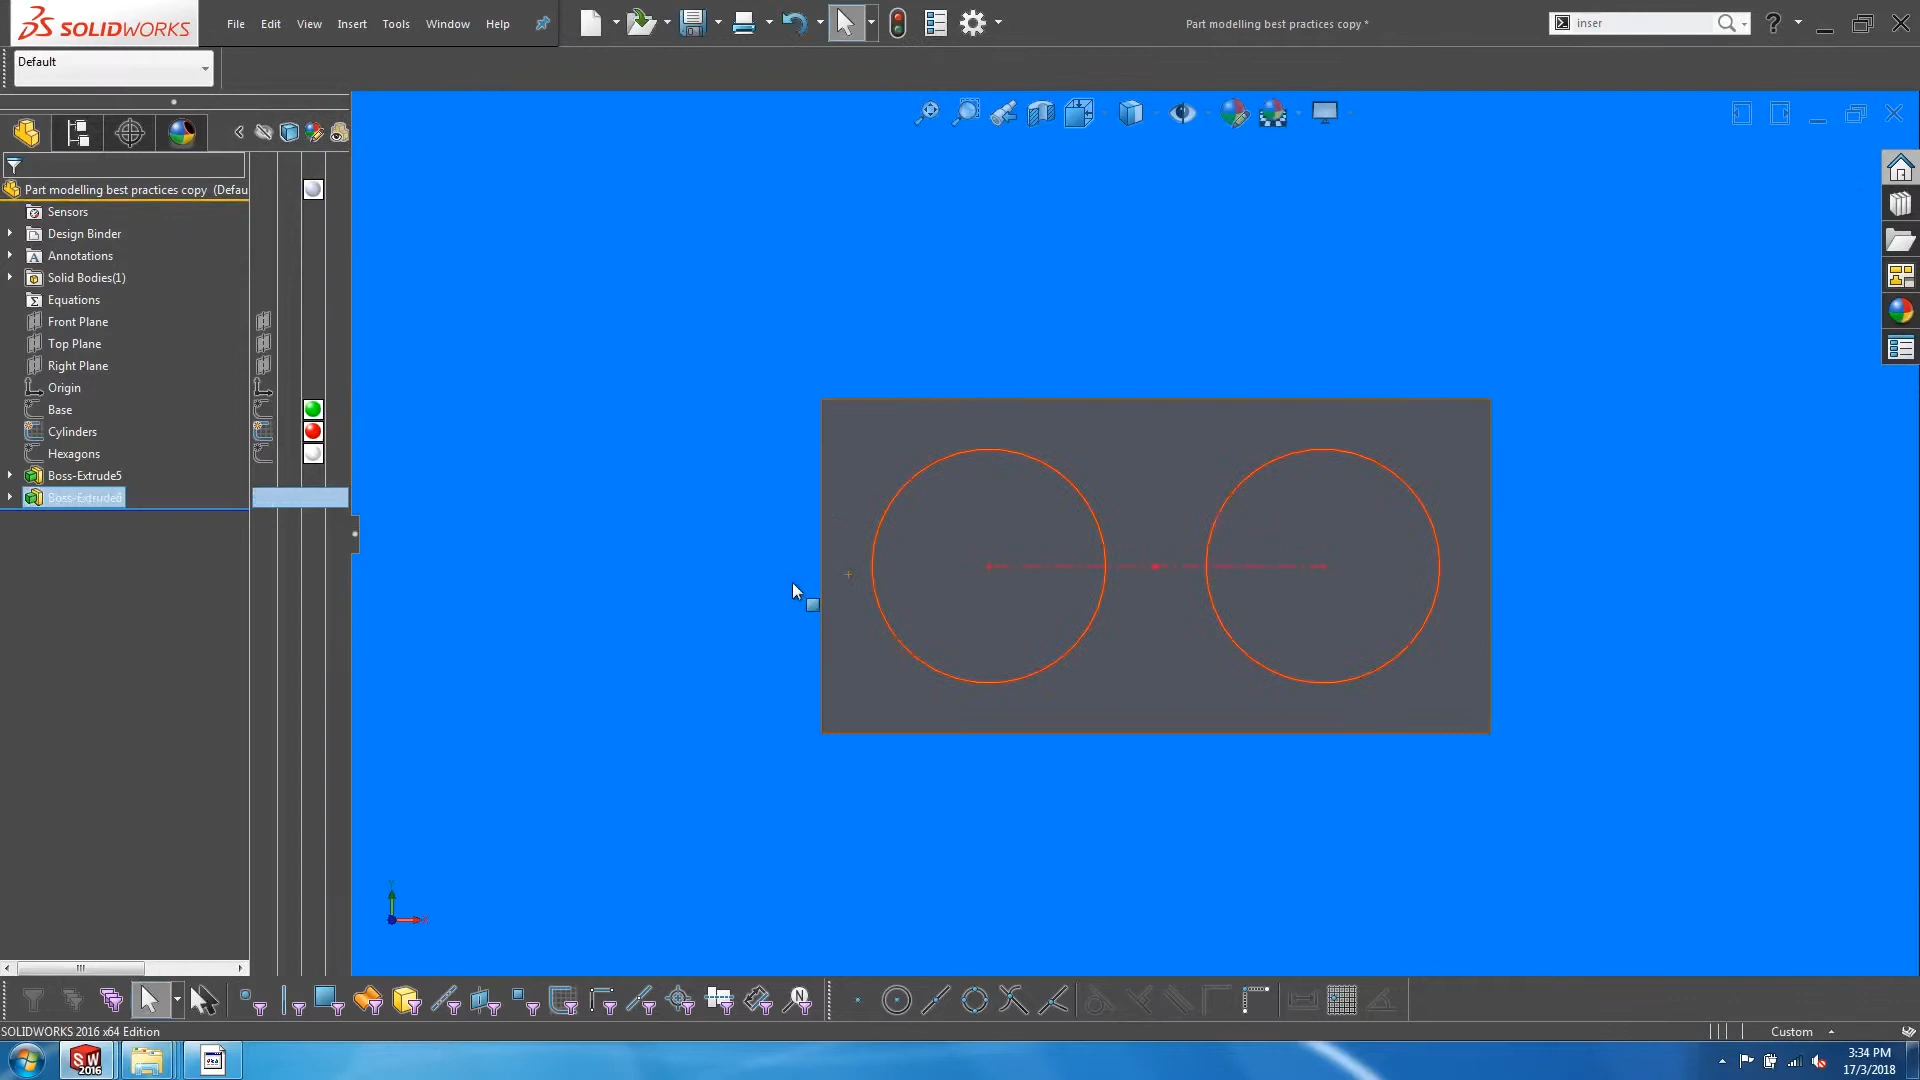 SOLIDWORKS
File Edit View Insert Tools Window Help
Part modelling best practices copy *
inser
Default
Part modelling best practices copy (Defau
Sensors
Design Binder
Annotations
Solid Bodies(1)
Equations
Front Plane
Top Plane
Right Plane
Origin
Base
Cylinders
Hexagons
Boss-Extrude5
Boss-Extrude6
SOLIDWORKS 2016 x64 Edition
Custom
SW
2016
3:34 PM
17/3/2018